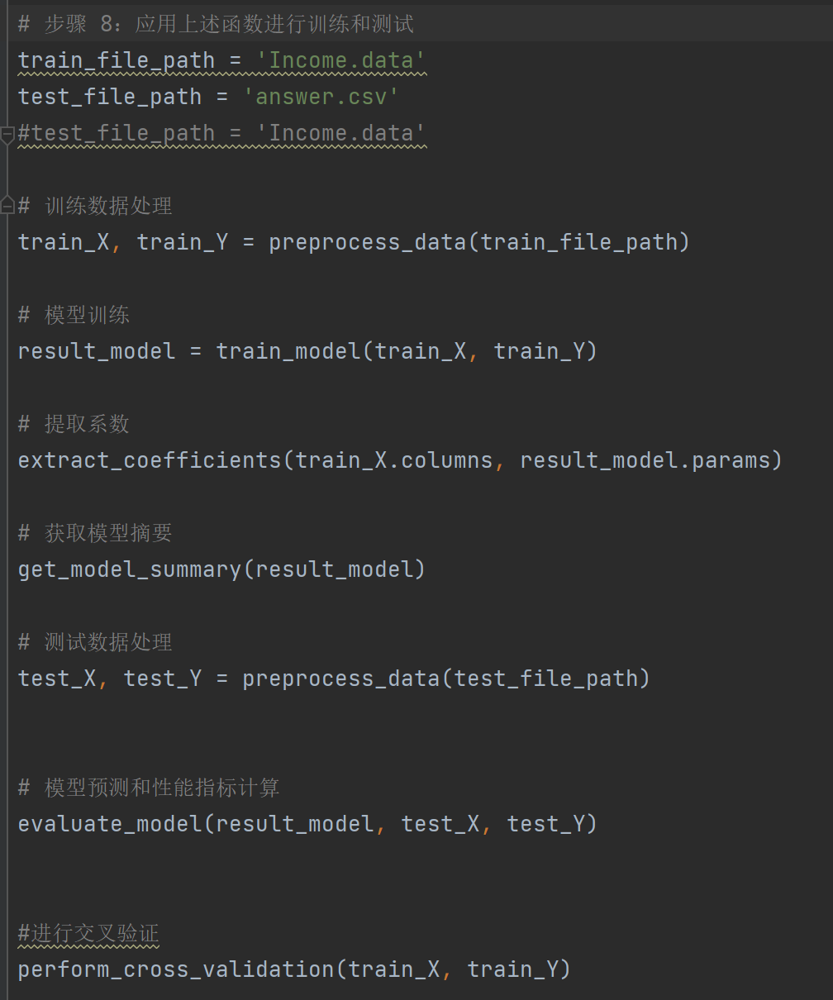 # 步骤 8：应用上述函数进行训练和测试
train_file_path = 'Income.data'
test_file_path = 'answer.csv'
#test_file_path = 'Income.data'
# 训练数据处理
train_X, train_Y = preprocess_data(train_file_path)
# 模型训练
result_model = train_model(train_X, train_Y)
# 提取系数
extract_coefficients(train_X.columns, result_model.params)
# 获取模型摘要
get_model_summary(result_model)
# 测试数据处理
test_X, test_Y = preprocess_data(test_file_path)
# 模型预测和性能指标计算
evaluate_model(result_model, test_X, test_Y)
#进行交叉验证
perform_cross_validation(train_X, train_Y)